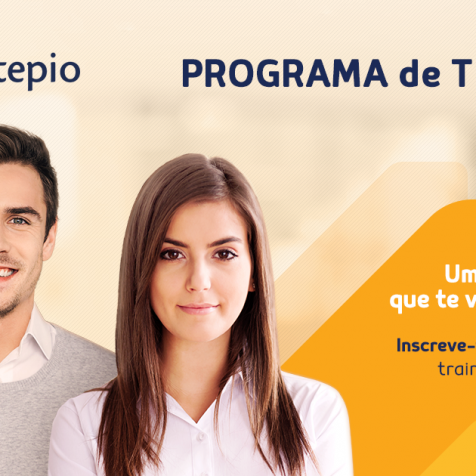 tepio
PROGRAMA de T
Um
que te v
Inscreve-
train